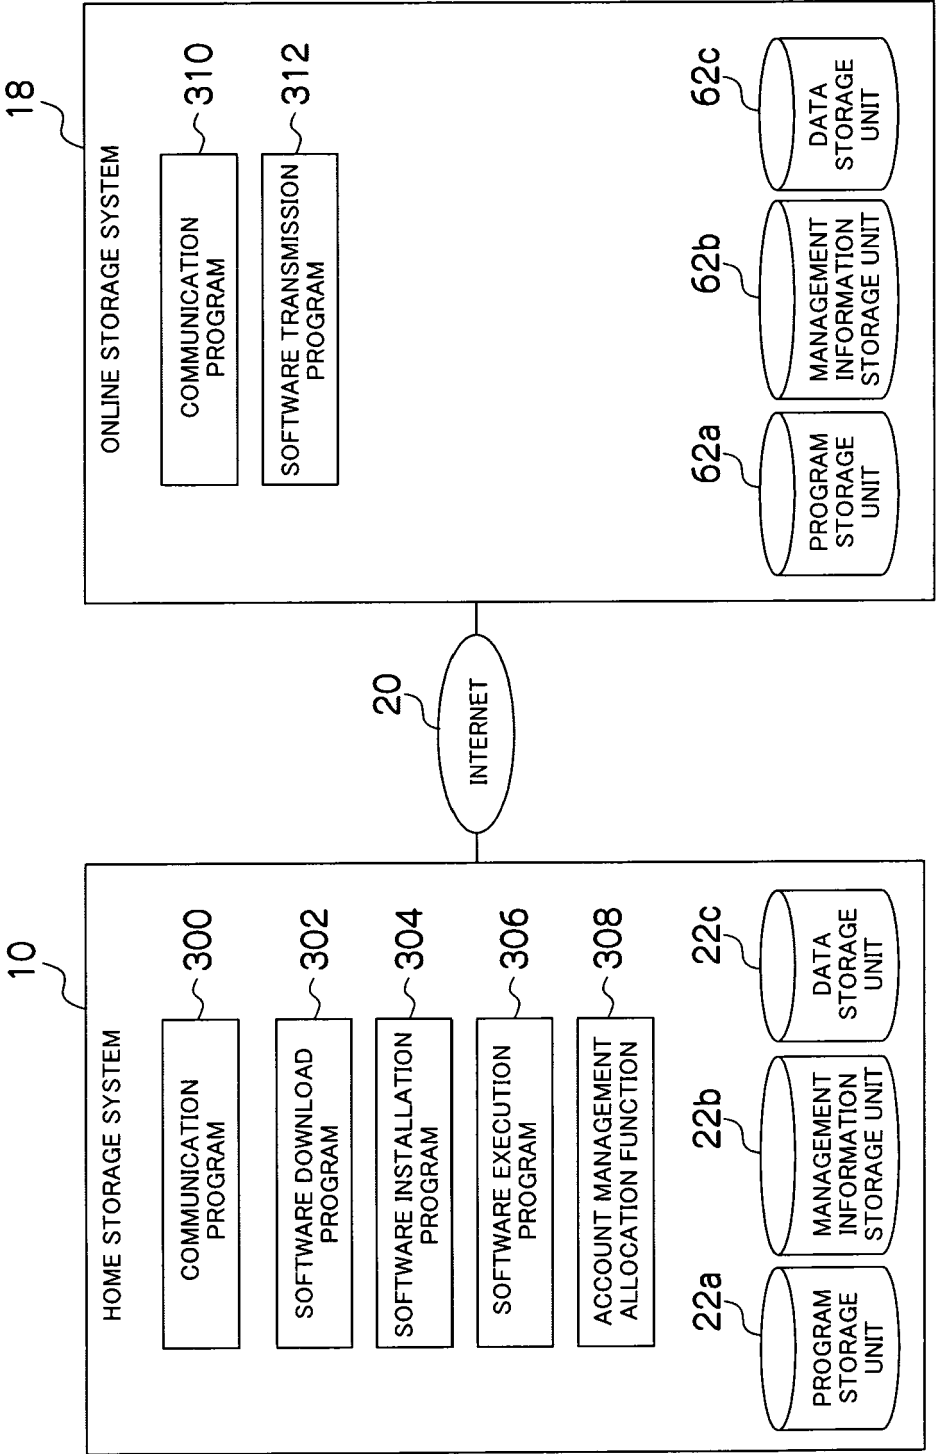 10
HOME STORAGE SYSTEM
COMMUNICATION
PROGRAM
300
SOFTWARE DOWNLOAD
PROGRAM
302
SOFTWARE INSTALLATION
PROGRAM
304
SOFTWARE EXECUTION
PROGRAM
306
ACCOUNT MANAGEMENT
ALLOCATION FUNCTION
308
22a
PROGRAM
STORAGE
UNIT
22b
MANAGEMENT
INFORMATION
STORAGE UNIT
22c
DATA
STORAGE
UNIT
20
INTERNET
18
ONLINE STORAGE SYSTEM
COMMUNICATION
PROGRAM
310
SOFTWARE TRANSMISSION
PROGRAM
312
62a
PROGRAM
STORAGE
UNIT
62b
MANAGEMENT
INFORMATION
STORAGE UNIT
62c
DATA
STORAGE
UNIT